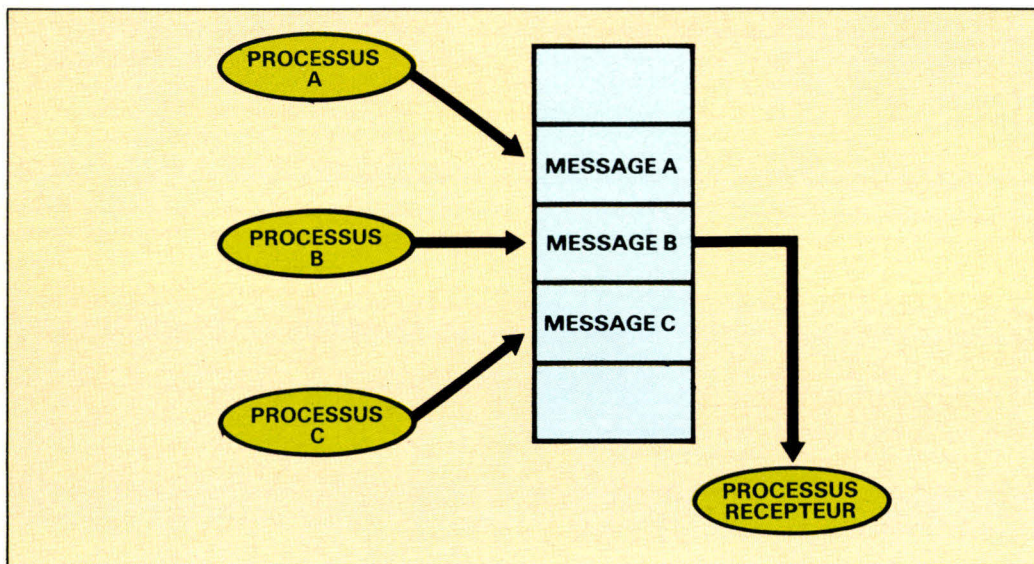 PROCESSUS
A
MESSAGE A
PROCESSUS
B
MESSAGE B
MESSAGE C
PROCESSUS
C
PROCESSUS
RECEPTEUR